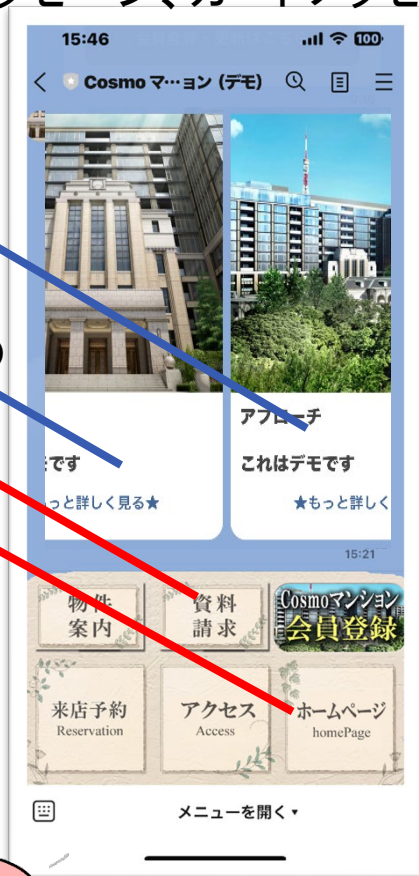 15:46
100
Cosmo マ…ョン (デモ)
アプローチ
です
これはデモです
っと詳しく見る★
★もっと詳しく
15:21
物件
案内
資料
請求
Cosmoマンション
会員登録
来店予約
Reservation
アクセス
Access
ホームページ
homePage
メニューを開く▼